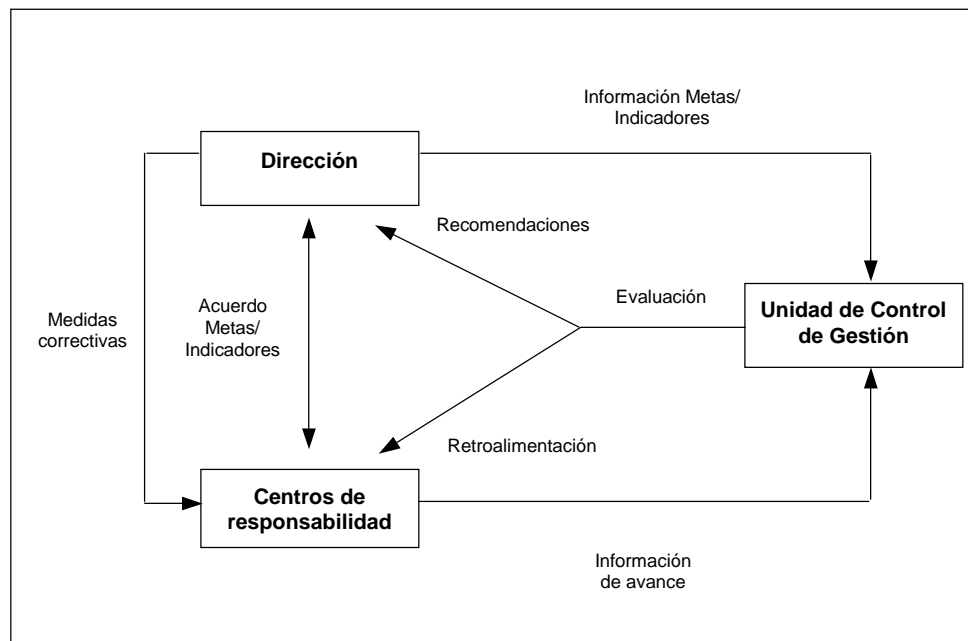 Información Metas/
Indicadores
Dirección
Recomendaciones
Evaluación
Unidad de Control
de Gestión
Acuerdo
Metas/
Indicadores
Medidas
correctivas
Retroalimentación
Centros de
responsabilidad
Información
de avance